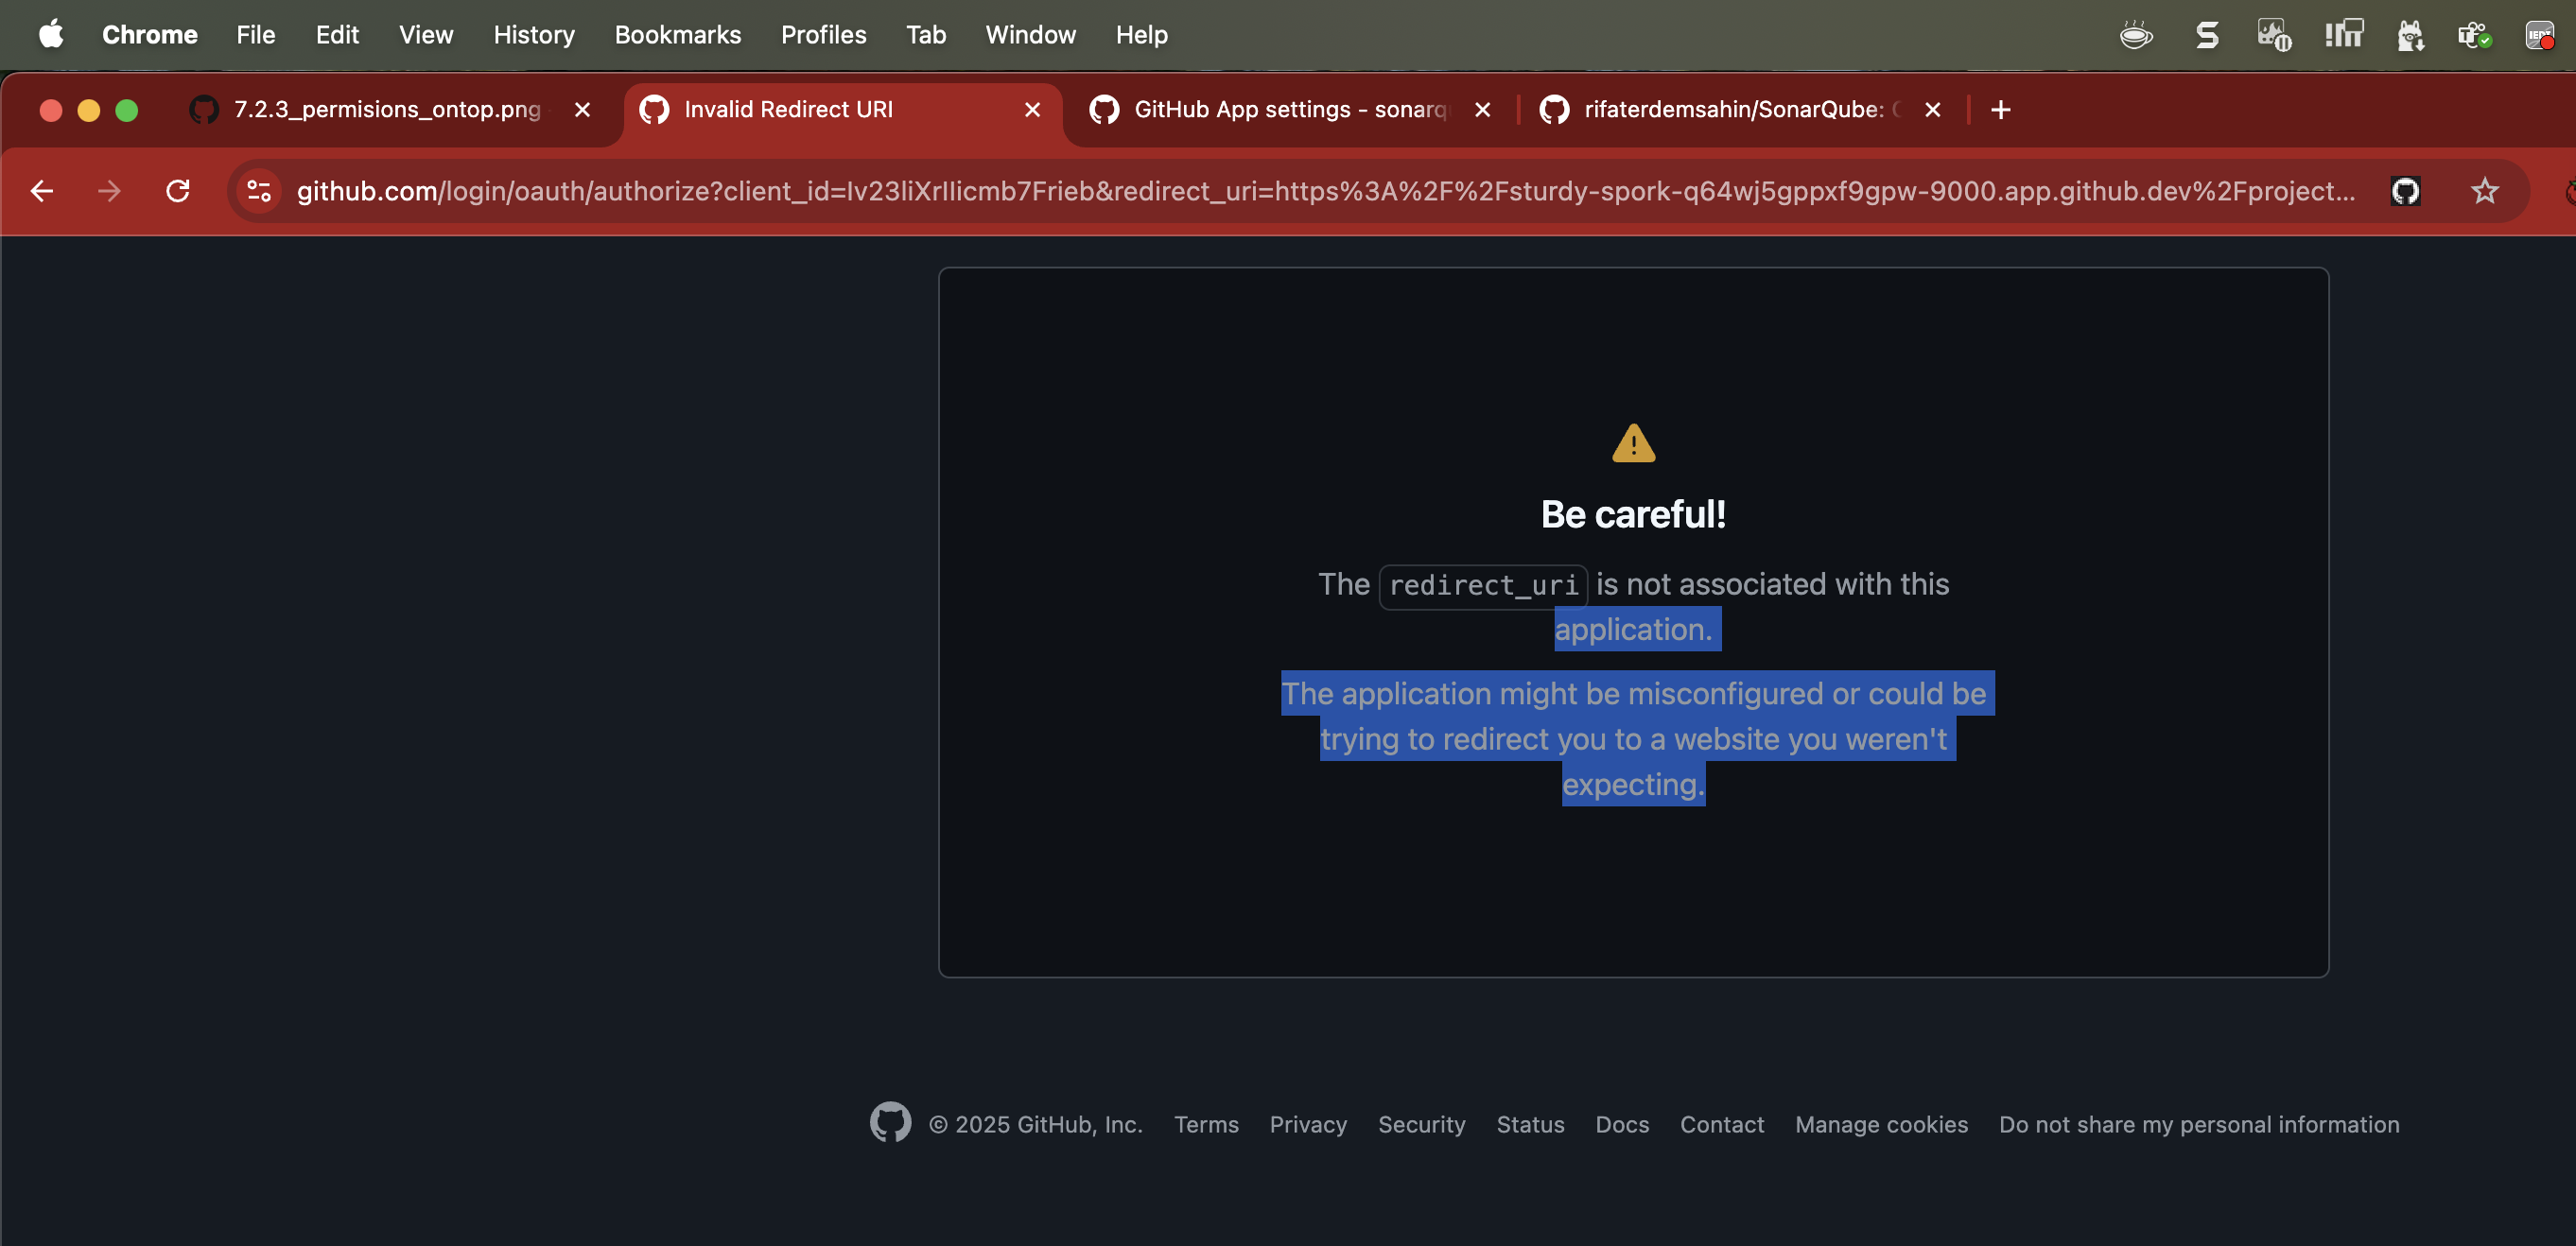 Chrome File Edit View History Bookmarks Profiles Tab Window Help
7.2.3_permisions_ontop.png Invalid Redirect URI GitHub App settings - sonarq rifaterdemsahin/SonarQube:
github.com/login/oauth/authorize?client_id=Iv23liXrIIicmb7Frieb&redirect_uri=https%3A%2F%2Fsturdy-spork-q64wj5gppxf9gpw-9000.app.github.dev%2Fproject...
Be careful!
The redirect_uri is not associated with this
application.
The application might be misconfigured or could be
trying to redirect you to a website you weren't
expecting.
© 2025 GitHub, Inc. Terms Privacy Security Status Docs Contact Manage cookies Do not share my personal information